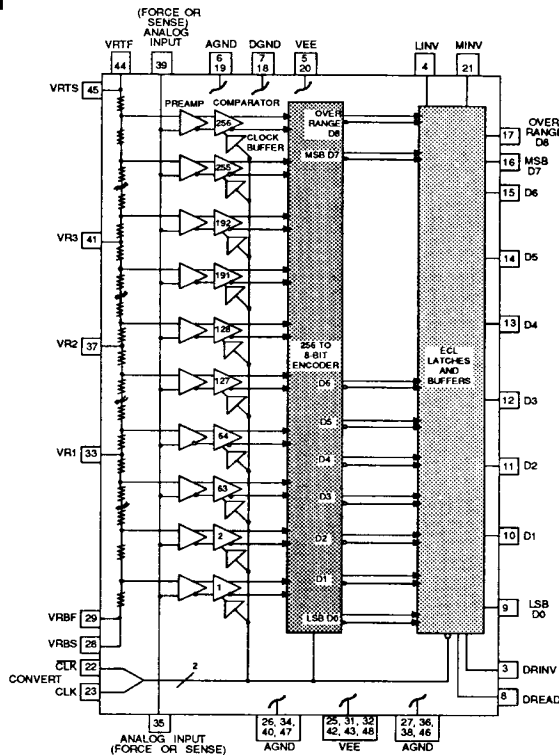 (FORCE OR
SENSE)
ANALOG
INPUT
VRTF
AGND
DGND
VEE
LINV
MINV
44
39
6
19
7
18
5
20
4
21
VRTS 45
PREAMP
COMPARATOR
256
CLOCK
BUFFER
OVER
RANGE
D8
17
OVER
RANGE
D8
255
MSB D7
16
MSB
D7
15 D6
192
VR3 41
14 D5
191
128
13 D4
VR2 37
256 TO
8-BIT
ENCODER
ECL
LATCHES
AND
BUFFERS
127
D6
12 D3
64
D5
VR1 33
D4
11 D2
63
D3
2
D2
10 D1
1
D1
LSB D0
9
LSB
D0
VRBF 29
VRBS 28
CLK 22
CONVERT
CLK 23
2
3 DRINV
8 DREAD
35
ANALOG INPUT
(FORCE OR SENSE)
26, 34,
40, 47
AGND
25, 31, 32
42, 43, 48
VEE
27, 36,
38, 46
AGND